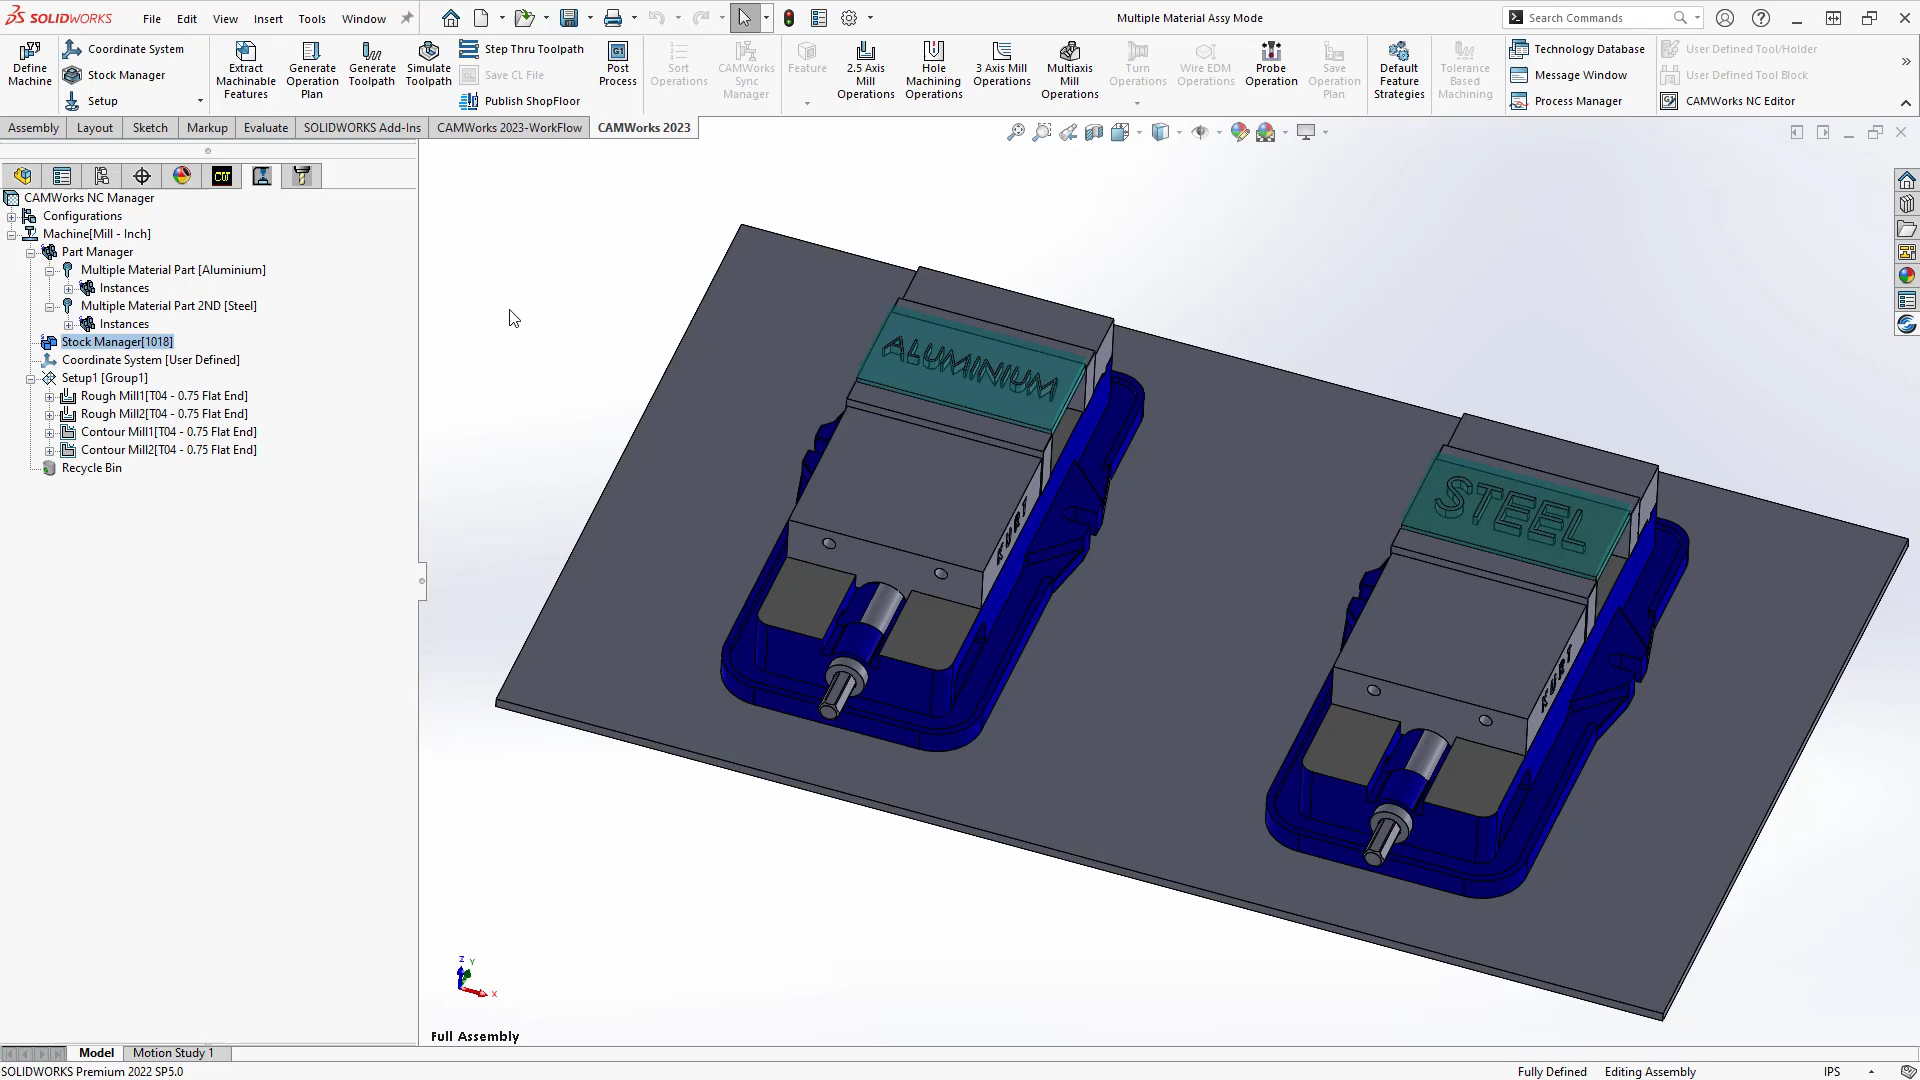 SOLIDWORKS File Edit View Insert Tools Window Multiple Material Assy Mode Search Commands
Define Machine
Coordinate System
Stock Manager
Setup
Extract Machinable Features
Generate Operation Plan
Generate Toolpath
Simulate Toolpath
Step Thru Toolpath
Save CL File
Publish ShopFloor
G1
Post Process
Sort Operations
CAMWorks Sync Manager
Feature
2.5 Axis Mill Operations
Hole Machining Operations
3 Axis Mill Operations
Multiaxis Mill Operations
Turn Operations
Wire EDM Operations
Probe Operation
Save Operation Plan
Default Feature Strategies
Tolerance Based Machining
Technology Database
Message Window
Process Manager
User Defined Tool/Holder
User Defined Tool Block
CAMWorks NC Editor
Assembly Layout Sketch Markup Evaluate SOLIDWORKS Add-Ins CAMWorks 2023-WorkFlow CAMWorks 2023
CW
CAMWorks NC Manager
Configurations
Machine[Mill - Inch]
Part Manager
Multiple Material Part [Aluminium]
Instances
Multiple Material Part 2ND [Steel]
Instances
Stock Manager[1018]
Coordinate System [User Defined]
Setup1 [Group1]
Rough Mill1[T04 - 0.75 Flat End]
Rough Mill2[T04 - 0.75 Flat End]
Contour Mill1[T04 - 0.75 Flat End]
Contour Mill2[T04 - 0.75 Flat End]
Recycle Bin
ALUMINIUM
KURT
STEEL
KURT
Z
Y
X
Full Assembly
Model Motion Study 1
SOLIDWORKS Premium 2022 SP5.0 Fully Defined Editing Assembly IPS